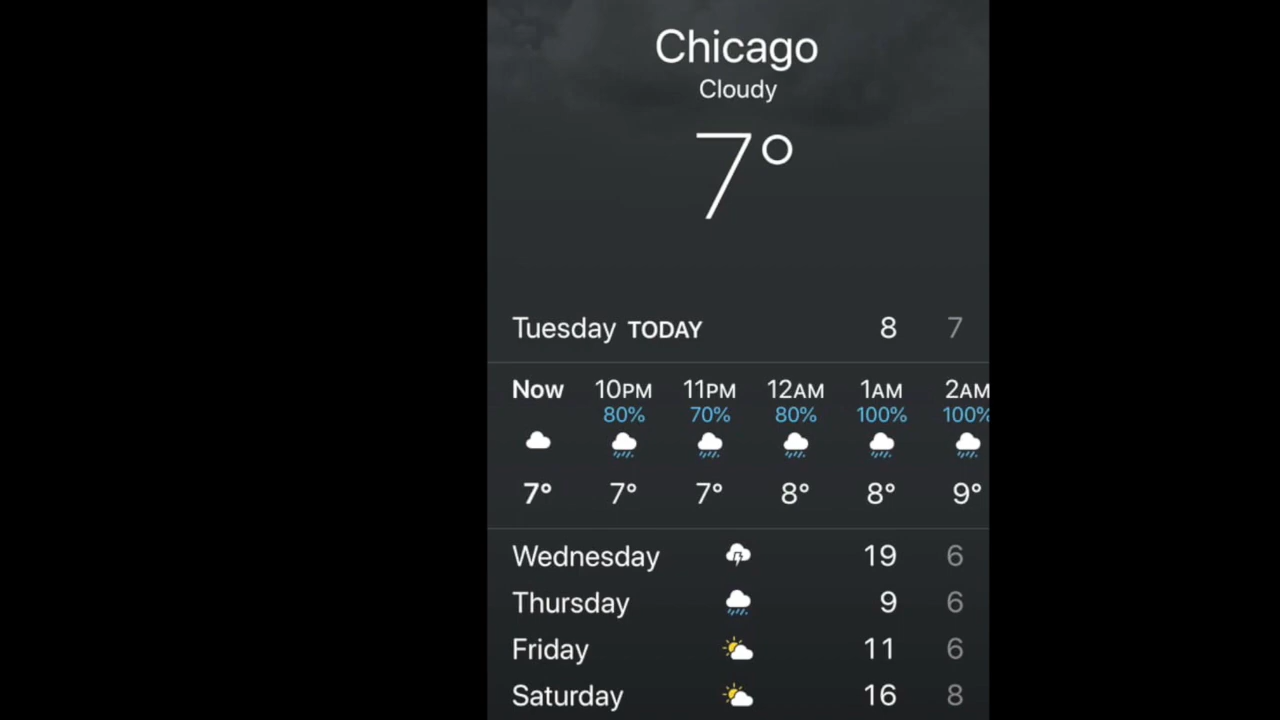 Chicago
Cloudy
7°
Tuesday TODAY 8 7
Now 10PM 11PM 12AM 1AM 2AM
80% 70% 80% 100% 100%
7° 7° 7° 8° 8° 9°
Wednesday 19 6
Thursday 9 6
Friday 11 6
Saturday 16 8